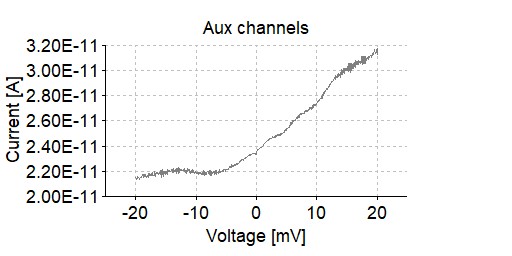 Aux channels
3.20E-11
3.00E-11
2.80E-11
2.60E-11
2.40E-11
2.20E-11
2.00E-11
Current [A]
-20 -10 0 10 20
Voltage [mV]